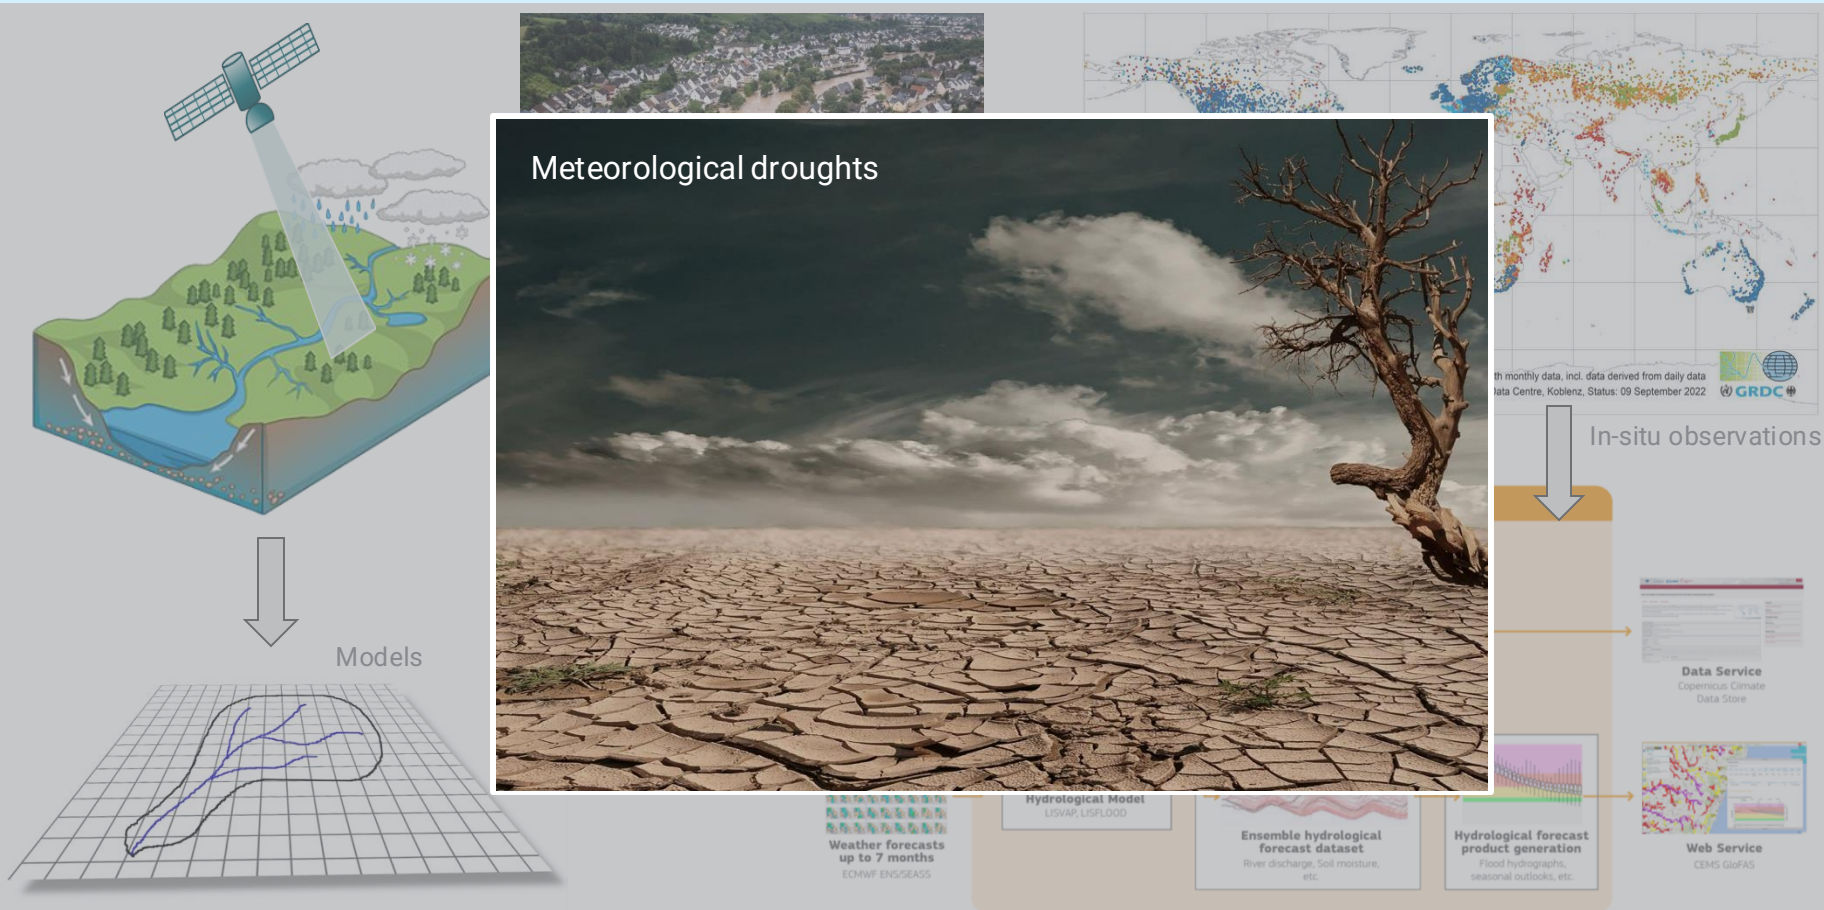 Meteorological droughts
th monthly data, incl. data derived from daily data
Data Centre, Koblenz, Status: 09 September 2022
GRDC
In-situ observations
Models
Data Service
Copernicus Climate
Data Store
Hydrological Model
LISVAP, LISFLOOD
Weather forecasts
up to 7 months
ECMWF ENS/SEAS5
Ensemble hydrological
forecast dataset
River discharge, Soil moisture,
etc.
Hydrological forecast
product generation
Flood hydrographs,
seasonal outlooks, etc.
Web Service
CEMS GloFAS